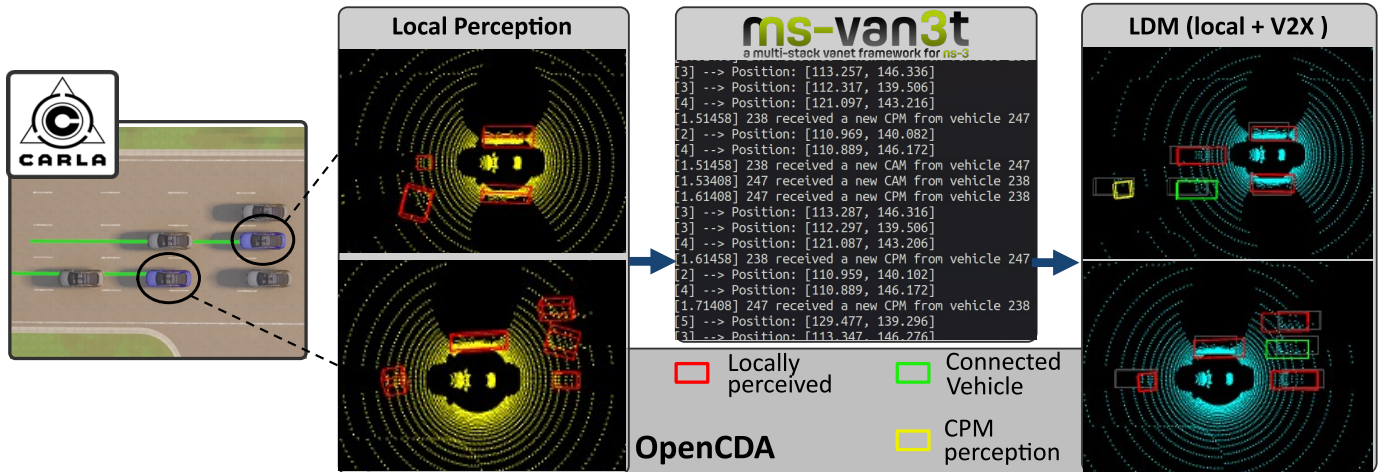 CARLA
Local Perception
ms-van3t
a multi-stack vanet framework for ns-3
[3] --> Position: [113.257, 146.336]
[3] --> Position: [112.317, 139.506]
[4] --> Position: [121.097, 143.216]
[1.51458] 238 received a new CPM from vehicle 247
[2] --> Position: [110.969, 140.082]
[4] --> Position: [110.889, 146.172]
[1.51458] 238 received a new CAM from vehicle 247
[1.53408] 247 received a new CAM from vehicle 238
[1.61408] 247 received a new CPM from vehicle 238
[3] --> Position: [113.287, 146.316]
[3] --> Position: [112.297, 139.506]
[4] --> Position: [121.087, 143.206]
[1.61458] 238 received a new CPM from vehicle 247
[2] --> Position: [110.959, 140.102]
[4] --> Position: [110.889, 146.172]
[1.71408] 247 received a new CPM from vehicle 238
[5] --> Position: [129.477, 139.296]
[3] --> Position: [113.347, 146.276]
LDM (local + V2X )
Locally
perceived
Connected
Vehicle
CPM
perception
OpenCDA